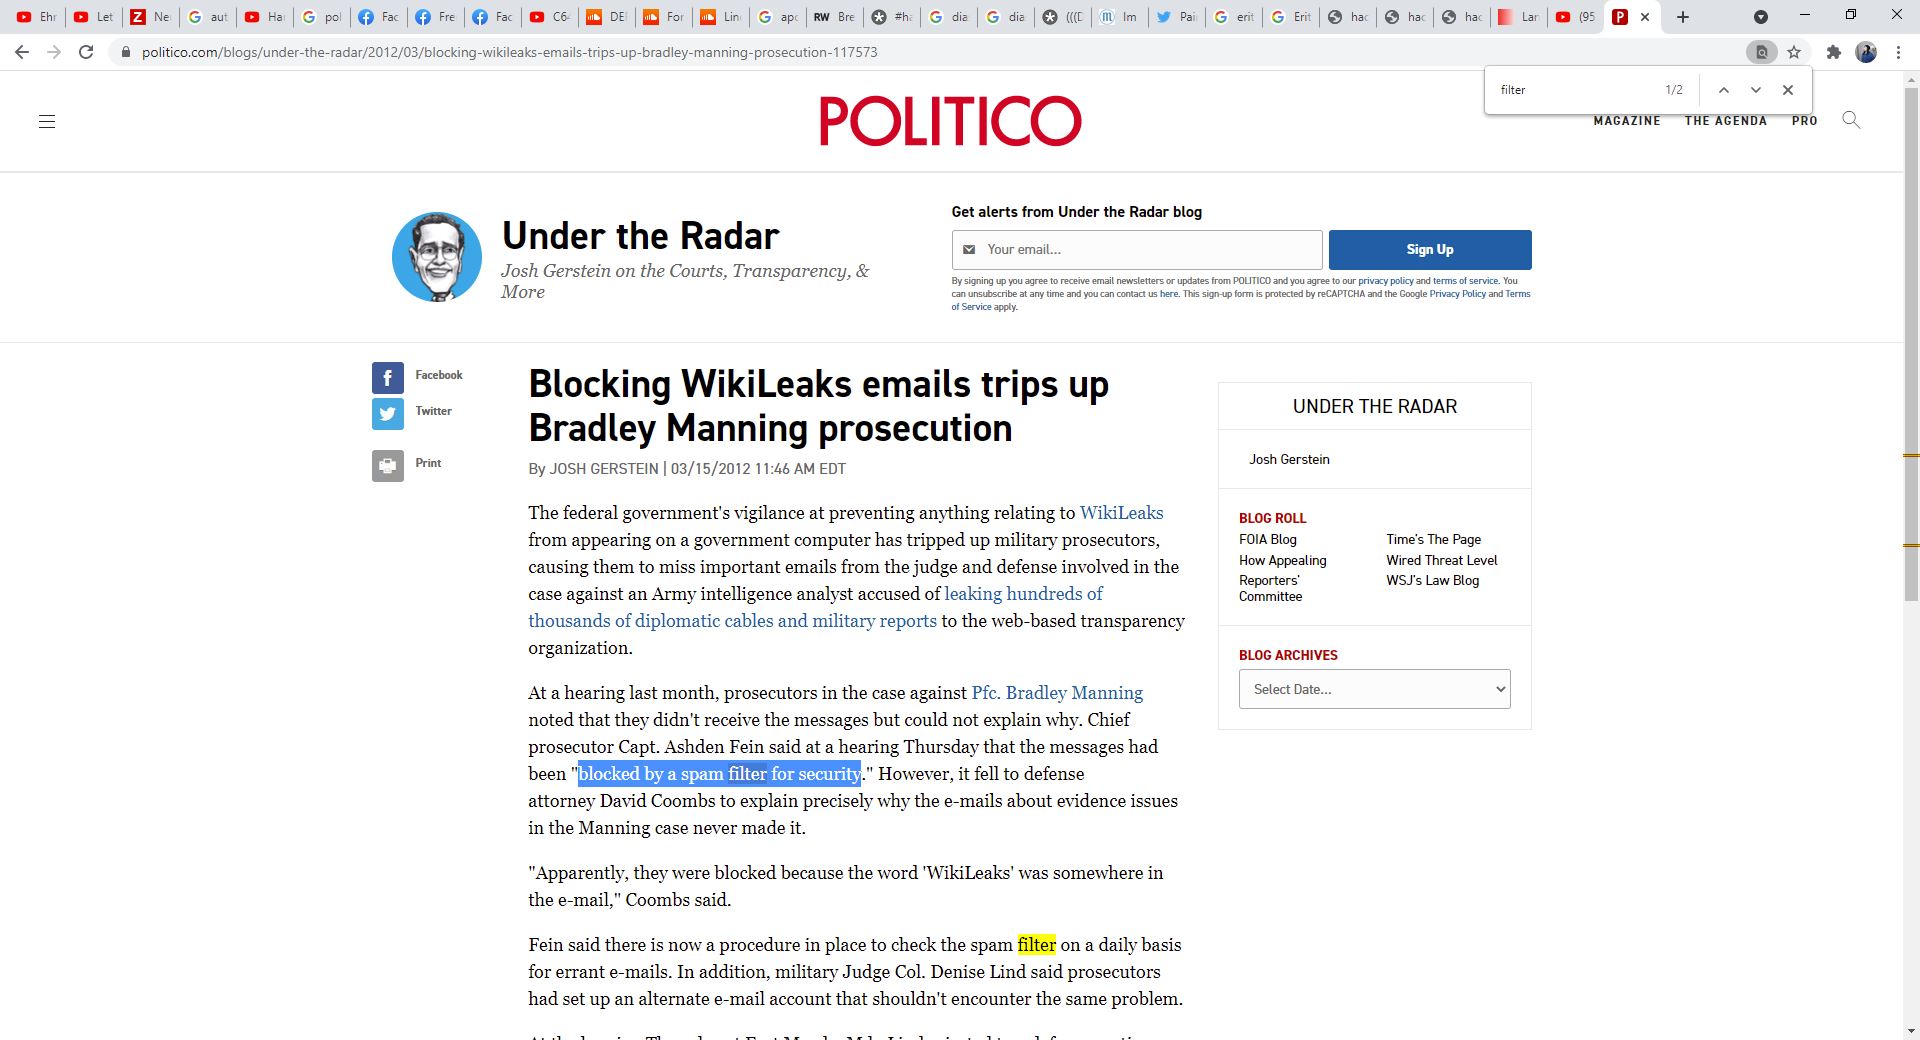 Ehr
Let
Ne
aut
Har
pol
Fac
Fre
Fac
C64
DEI
For
Lin
apc
RW Bre
#ha
dia
dia
(((D
Im
Pai
erit
Erit
hac
hac
hac
Lan
(95
politico.com/blogs/under-the-radar/2012/03/blocking-wikileaks-emails-trips-up-bradley-manning-prosecution-117573
filter 1/2
POLITICO
MAGAZINE THE AGENDA PRO
Under the Radar
Josh Gerstein on the Courts, Transparency, &
More
Get alerts from Under the Radar blog
Your email...
Sign Up
By signing up you agree to receive email newsletters or updates from POLITICO and you agree to our privacy policy and terms of service. You
can unsubscribe at any time and you can contact us here. This sign-up form is protected by reCAPTCHA and the Google Privacy Policy and Terms
of Service apply.
Facebook
Twitter
Print
Blocking WikiLeaks emails trips up
Bradley Manning prosecution
By JOSH GERSTEIN | 03/15/2012 11:46 AM EDT
The federal government's vigilance at preventing anything relating to WikiLeaks
from appearing on a government computer has tripped up military prosecutors,
causing them to miss important emails from the judge and defense involved in the
case against an Army intelligence analyst accused of leaking hundreds of
thousands of diplomatic cables and military reports to the web-based transparency
organization.
At a hearing last month, prosecutors in the case against Pfc. Bradley Manning
noted that they didn't receive the messages but could not explain why. Chief
prosecutor Capt. Ashden Fein said at a hearing Thursday that the messages had
been "blocked by a spam filter for security." However, it fell to defense
attorney David Coombs to explain precisely why the e-mails about evidence issues
in the Manning case never made it.
"Apparently, they were blocked because the word 'WikiLeaks' was somewhere in
the e-mail," Coombs said.
Fein said there is now a procedure in place to check the spam filter on a daily basis
for errant e-mails. In addition, military Judge Col. Denise Lind said prosecutors
had set up an alternate e-mail account that shouldn't encounter the same problem.
UNDER THE RADAR
Josh Gerstein
BLOG ROLL
FOIA Blog
How Appealing
Reporters'
Committee
Time's The Page
Wired Threat Level
WSJ's Law Blog
BLOG ARCHIVES
Select Date...